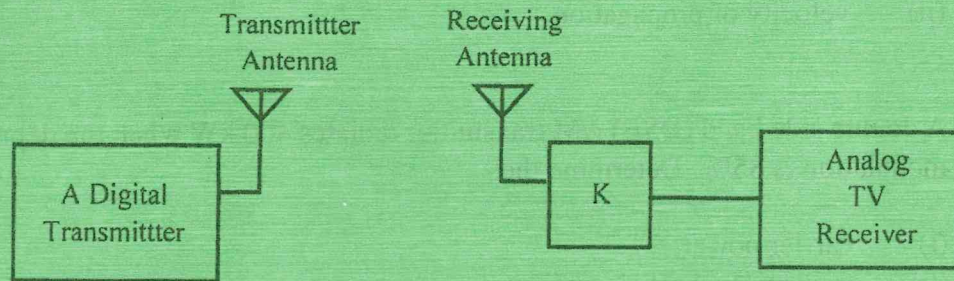 Transmittter
Antenna
Receiving
Antenna
A Digital
Transmittter
K
Analog
TV
Receiver